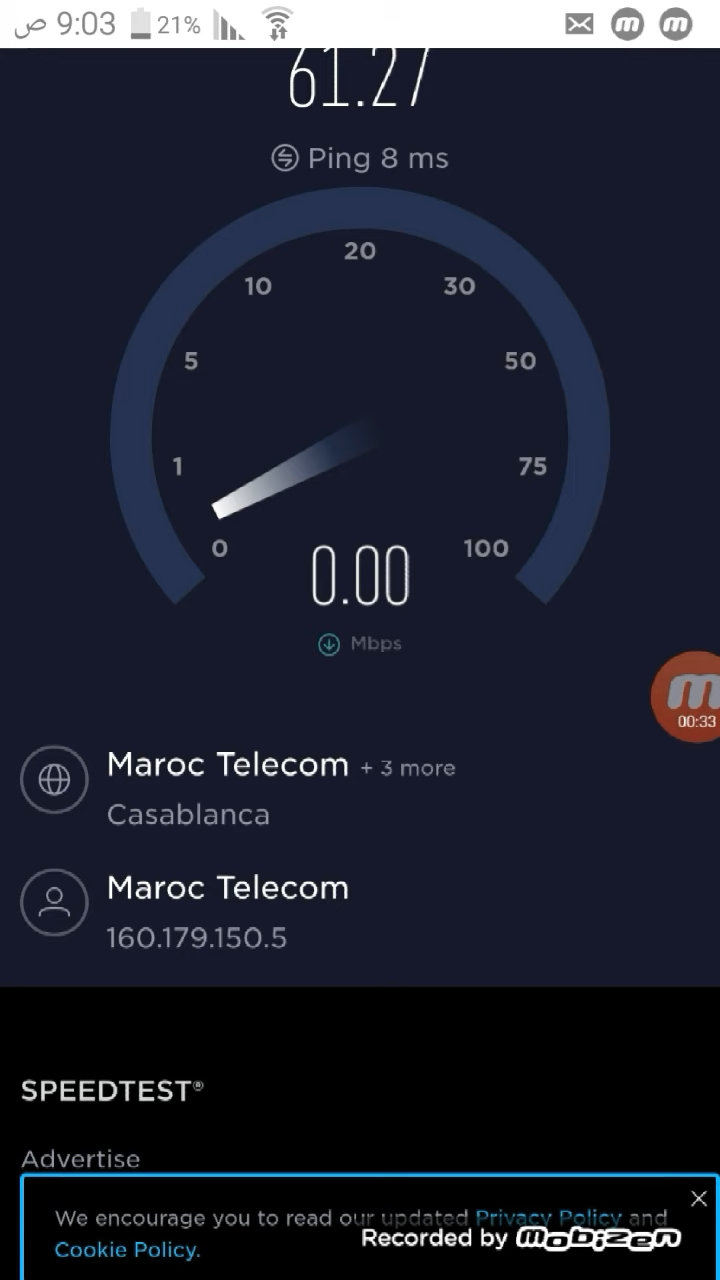 ص 9:03 21%
61.27
Ping 8 ms
20
10 30
5 50
1 75
0 100
0.00
Mbps
00:33
Maroc Telecom + 3 more
Casablanca
Maroc Telecom
160.179.150.5
SPEEDTEST®
Advertise
We encourage you to read our updated Privacy Policy and
Cookie Policy.
Recorded by mobizen